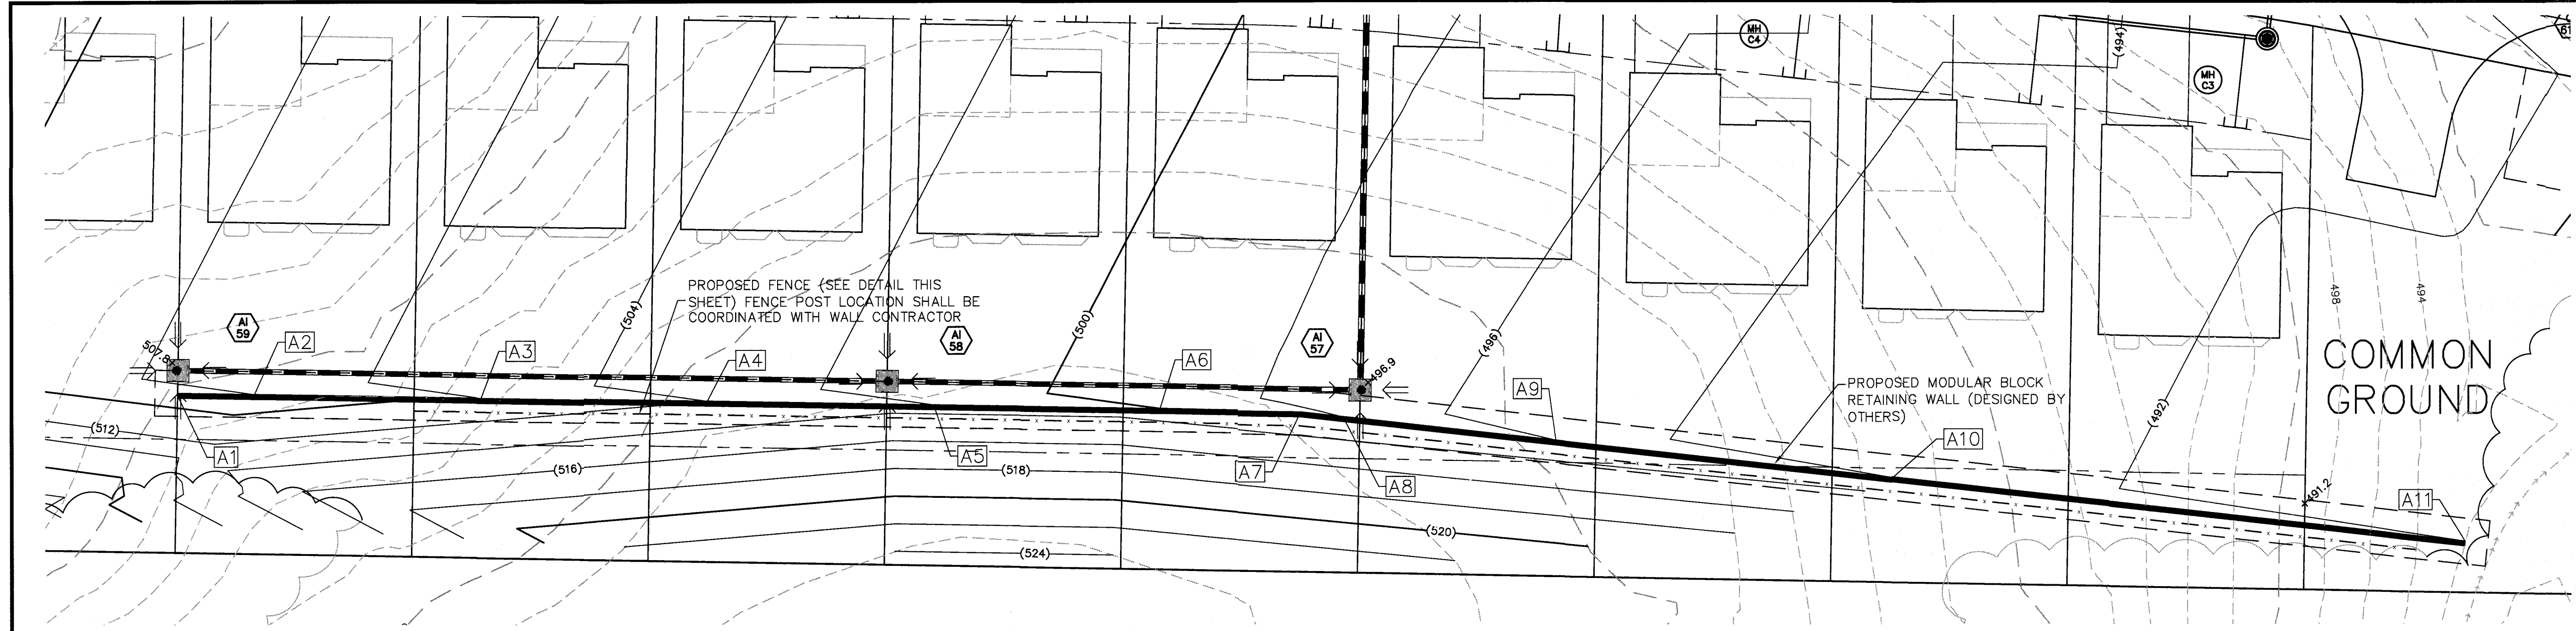 MH
C4
(494)
MH
C3
498
494
PROPOSED FENCE (SEE DETAIL THIS
SHEET) FENCE POST LOCATION SHALL BE
COORDINATED WITH WALL CONTRACTOR
(504)
(500)
(496)
AI
59
AI
58
AI
57
507.8
A2
A3
A4
A6
496.9
A9
PROPOSED MODULAR BLOCK
RETAINING WALL (DESIGNED BY
OTHERS)
COMMON
GROUND
(492)
(512)
A1
(516)
A5
(518)
A7
A8
A10
491.2
A11
(520)
(524)